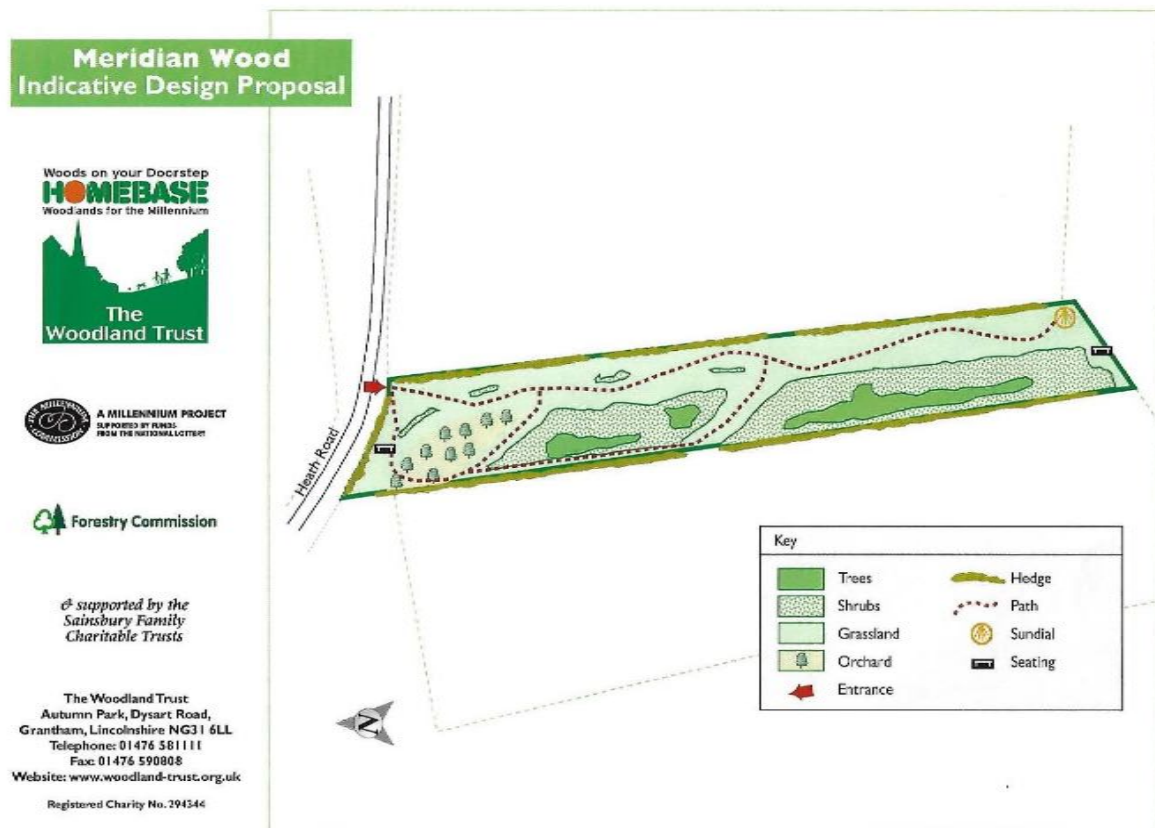 Meridian Wood
Indicative Design Proposal
Woods on your Doorstep
HOMEBASE
Woodlands for the Millennium
The
Woodland Trust
THE MILLENNIUM
COMMISSION
A MILLENNIUM PROJECT
SUPPORTED BY FUNDS
FROM THE NATIONAL LOTTERY
Forestry Commission
& supported by the
Sainsbury Family
Charitable Trusts
The Woodland Trust
Autumn Park, Dysart Road,
Grantham, Lincolnshire NG31 6LL
Telephone: 01476 581111
Fax: 01476 590808
Website: www.woodland-trust.org.uk
Registered Charity No. 294344
Heath Road
N
Key
Trees
Shrubs
Grassland
Orchard
Entrance
Hedge
Path
Sundial
Seating